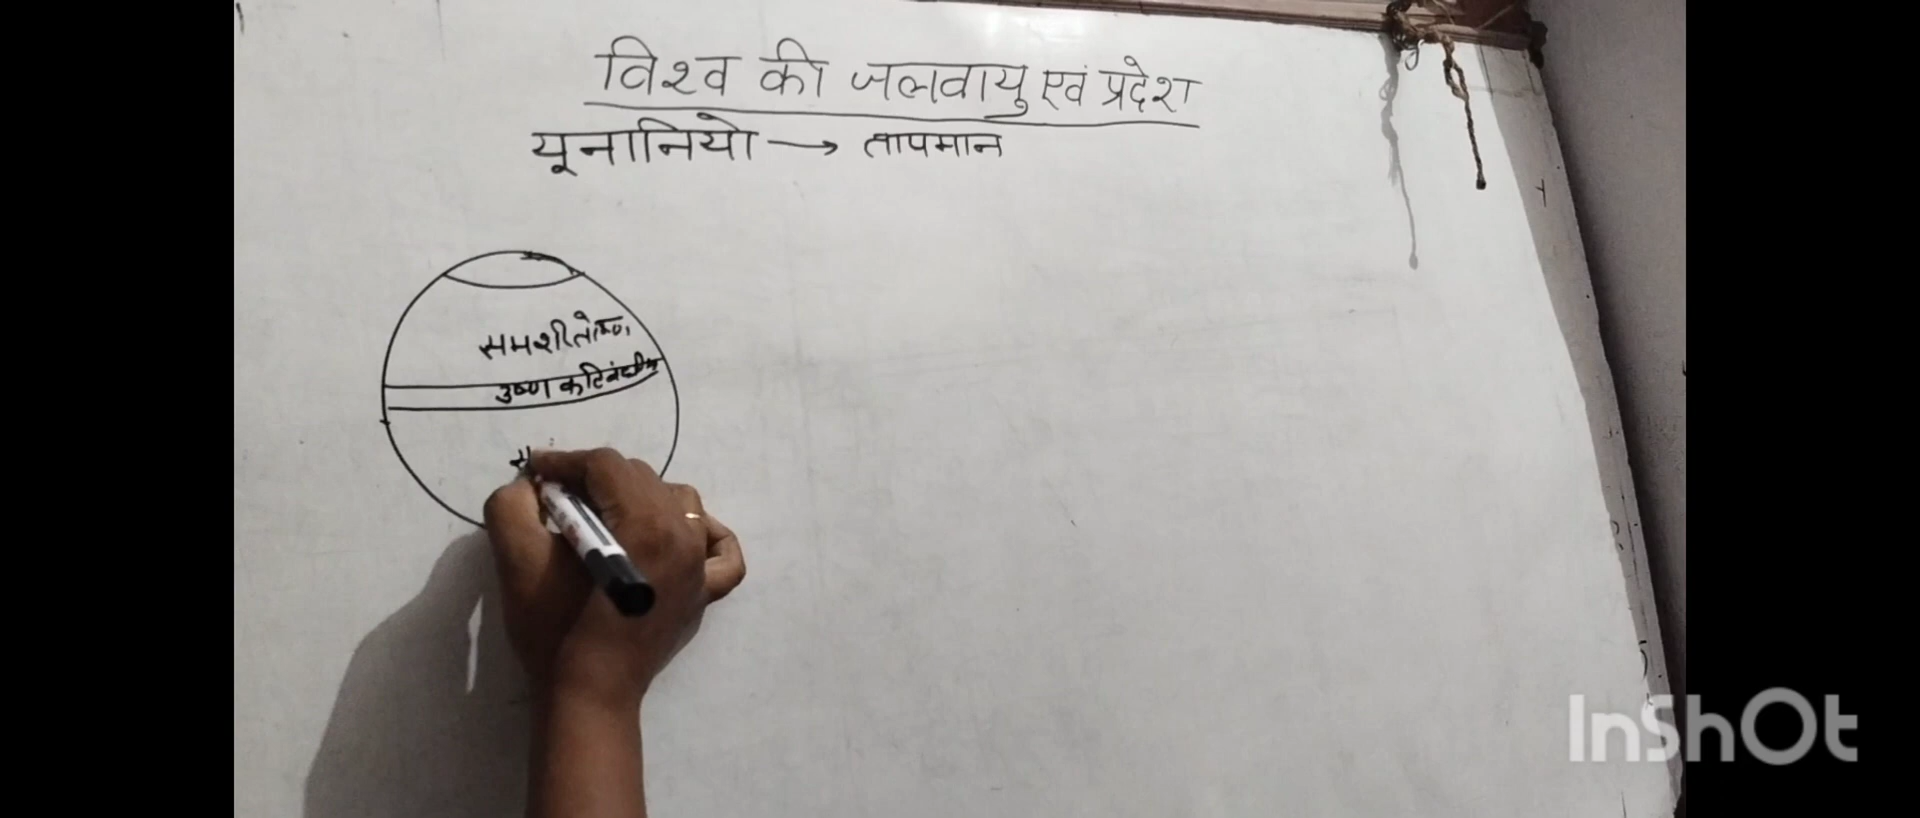 विश्व की जलवायु एवं प्रदेश
यूनानियो → तापमान
समशीतोष्ण
उष्ण कटिबंधीय
स
InShOt